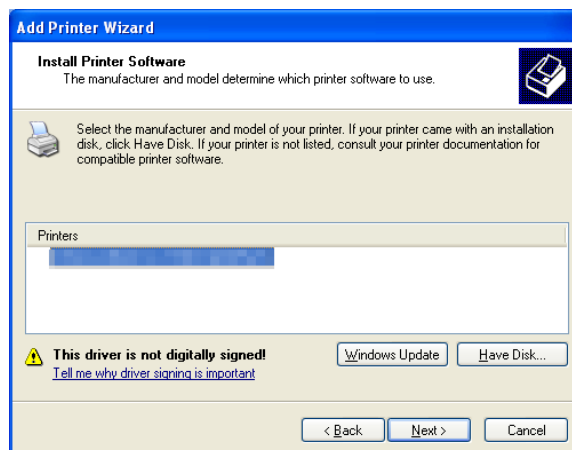 Add Printer Wizard
Install Printer Software
The manufacturer and model determine which printer software to use.
Select the manufacturer and model of your printer. If your printer came with an installation
disk, click Have Disk. If your printer is not listed, consult your printer documentation for
compatible printer software.
Printers
This driver is not digitally signed!
Tell me why driver signing is important
Windows Update
Have Disk...
< Back
Next >
Cancel